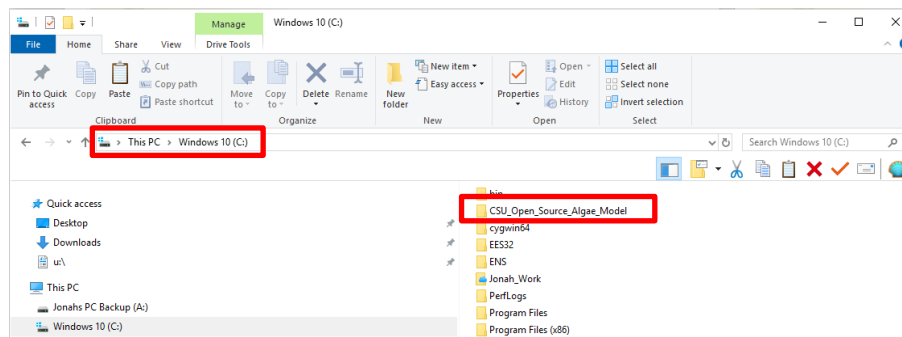 Manage
Windows 10 (C:)
File Home Share View Drive Tools
Pin to Quick access
Copy
Paste
Cut
Copy path
Paste shortcut
Clipboard
Move to
Copy to
Delete
Rename
Organize
New folder
New item
Easy access
New
Properties
Open
Edit
History
Open
Select all
Select none
Invert selection
Select
This PC > Windows 10 (C:)
Search Windows 10 (C:)
Quick access
Desktop
Downloads
u:\
This PC
Jonahs PC Backup (A:)
Windows 10 (C:)
bin
CSU_Open_Source_Algae_Model
cygwin64
EES32
ENS
Jonah_Work
PerfLogs
Program Files
Program Files (x86)